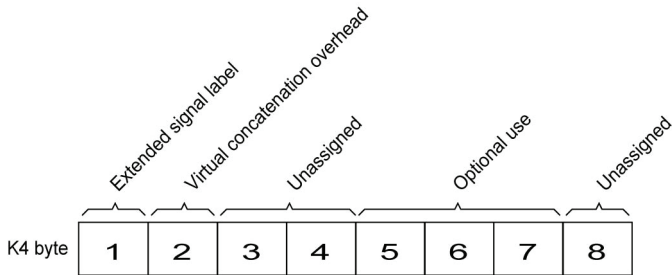 Extended signal label
Virtual concatenation overhead
Unassigned
Optional use
Unassigned
K4 byte 1 2 3 4 5 6 7 8